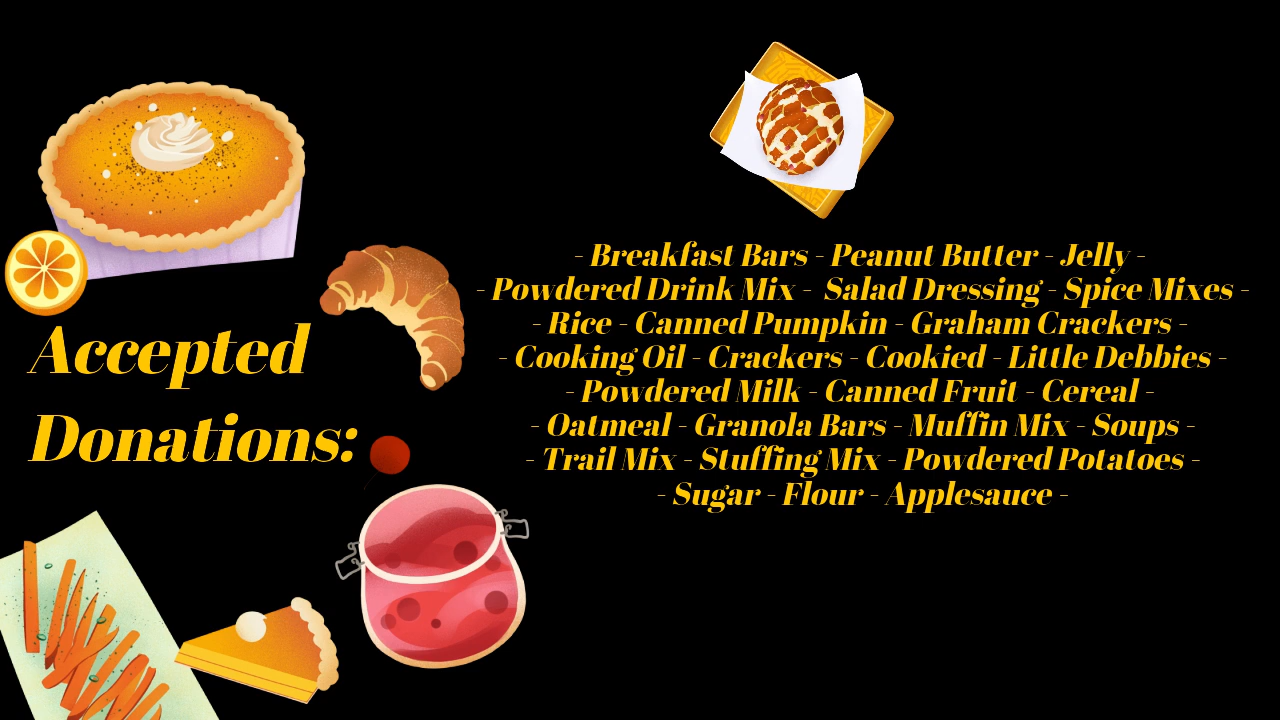 Accepted
Donations:
- Breakfast Bars - Peanut Butter - Jelly -
- Powdered Drink Mix - Salad Dressing - Spice Mixes -
- Rice - Canned Pumpkin - Graham Crackers -
- Cooking Oil - Crackers - Cookied - Little Debbies -
- Powdered Milk - Canned Fruit - Cereal -
- Oatmeal - Granola Bars - Muffin Mix - Soups -
- Trail Mix - Stuffing Mix - Powdered Potatoes -
- Sugar - Flour - Applesauce -